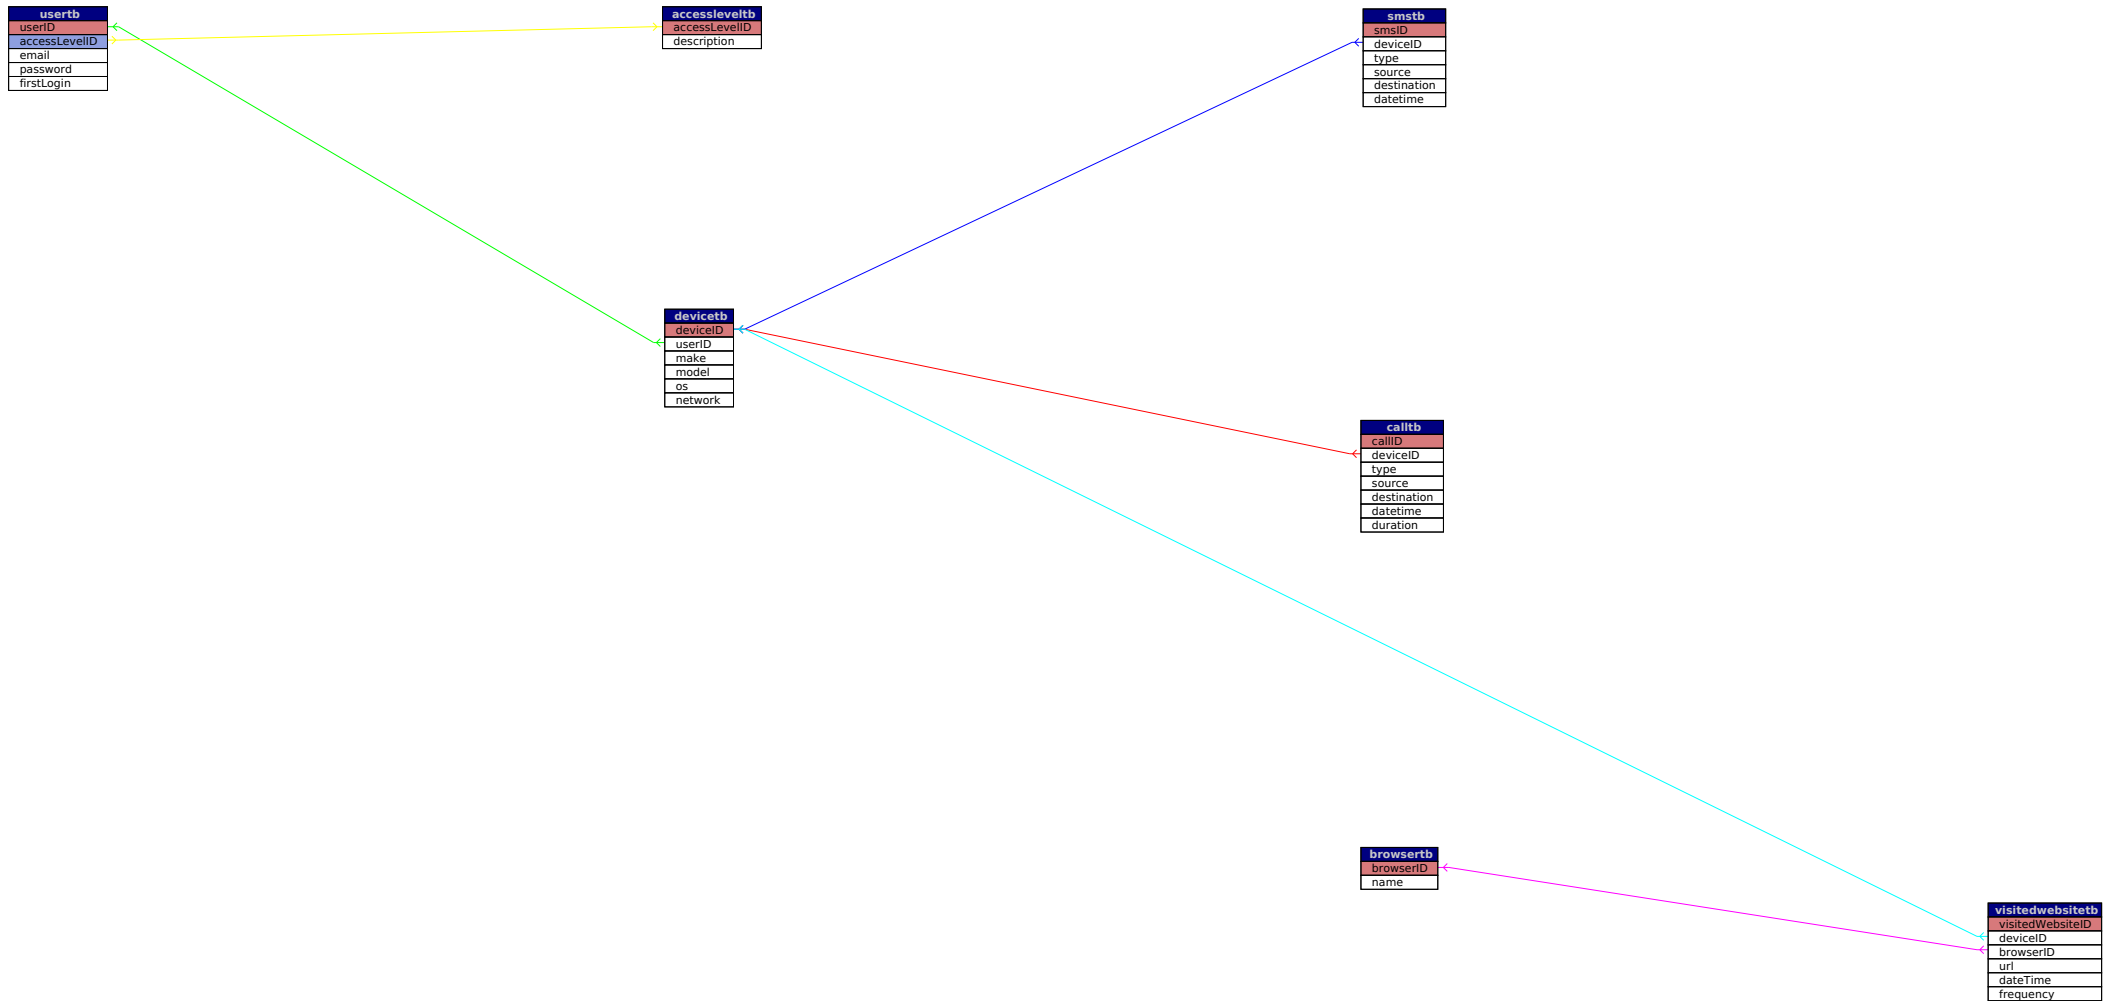 usertb
userID
accessLevelID
email
password
firstLogin
accessleveltb
accessLevelID
description
smstb
smsID
deviceID
type
source
destination
datetime
devicetb
deviceID
userID
make
model
os
network
calltb
callID
deviceID
type
source
destination
datetime
duration
browsertb
browserID
name
visitedwebsitetb
visitedWebsiteID
deviceID
browserID
url
dateTime
frequency